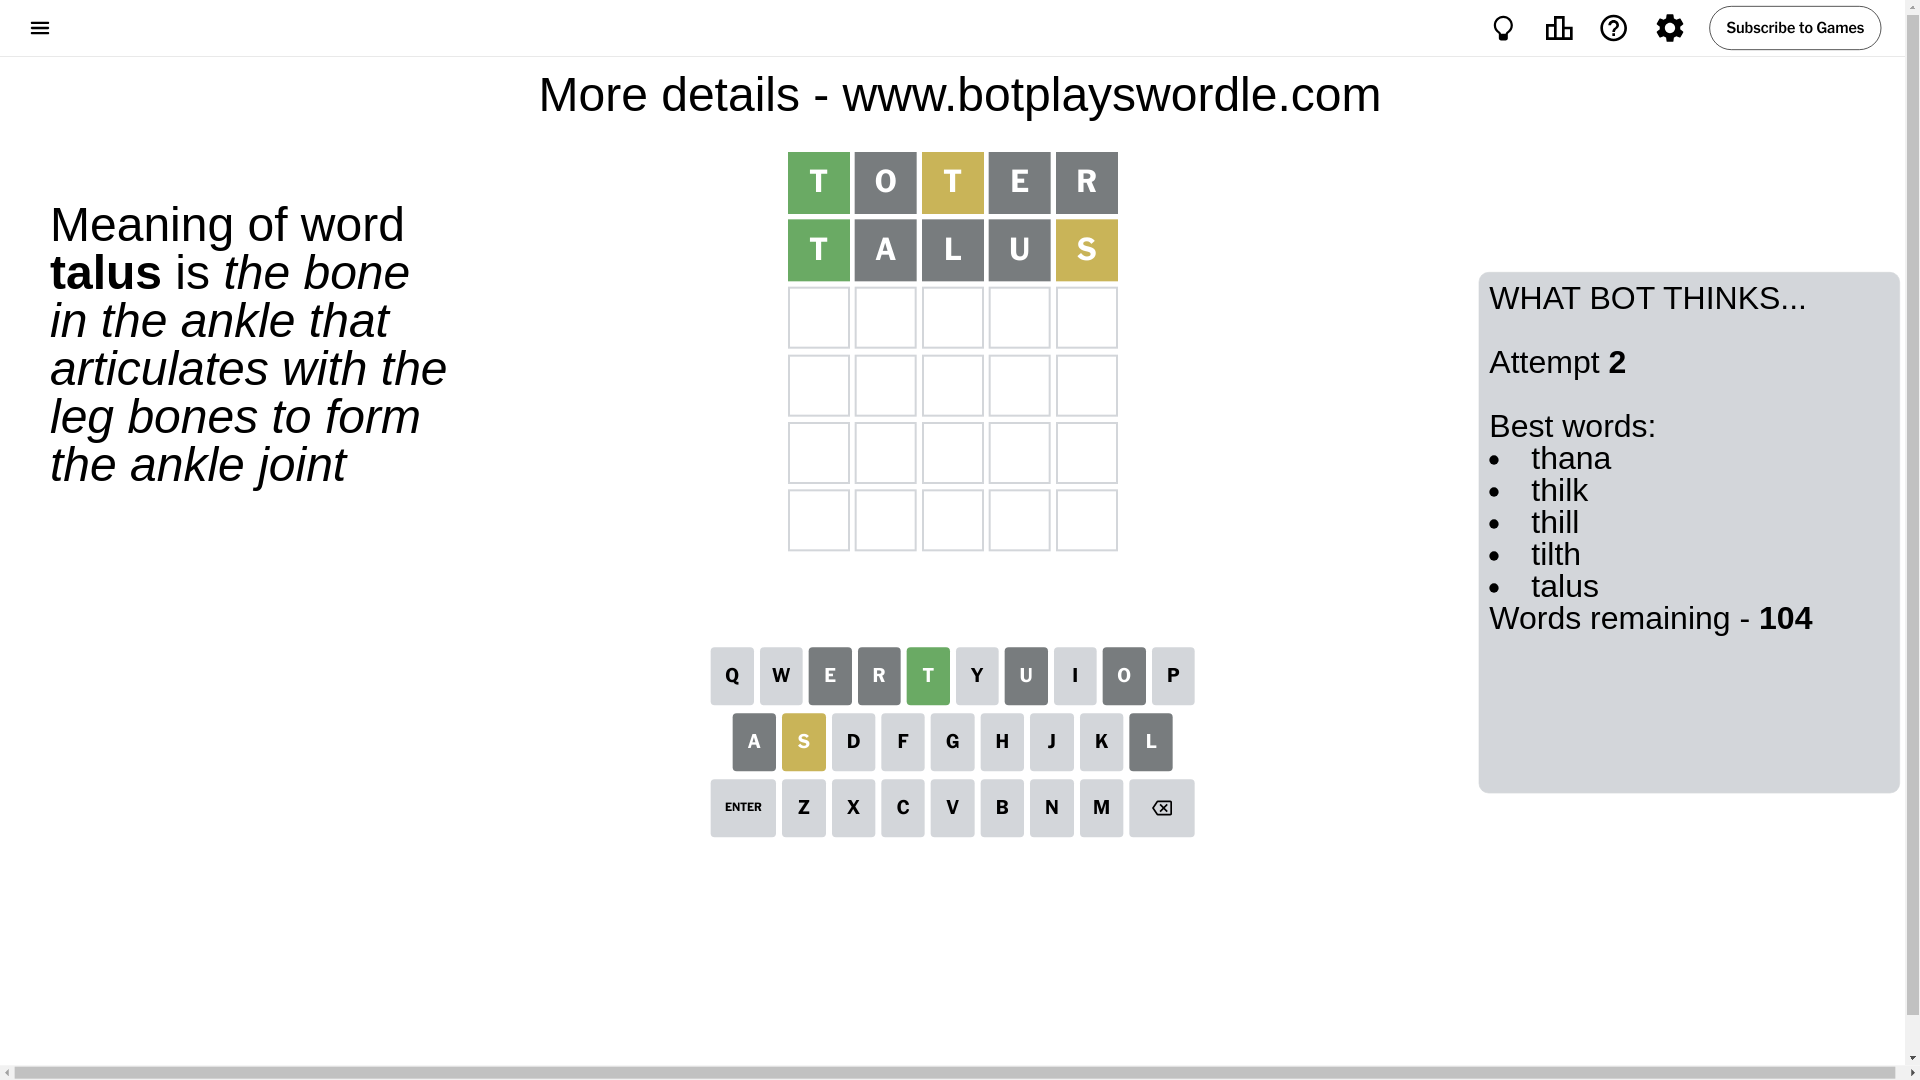 Subscribe to Games
More details - www.botplayswordle.com
Meaning of word
talus is the bone
in the ankle that
articulates with the
leg bones to form
the ankle joint
T O T E R
T A L U S
WHAT BOT THINKS...
Attempt 2
Best words:
• thana
• thilk
• thill
• tilth
• talus
Words remaining - 104
Q W E R T Y U I O P
A S D F G H J K L
ENTER Z X C V B N M